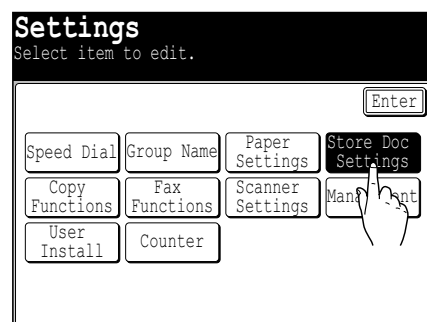 Settings
Select item to edit.
Enter
Speed Dial
Group Name
Paper
Settings
Store Doc
Settings
Copy
Functions
Fax
Functions
Scanner
Settings
User
Install
Counter